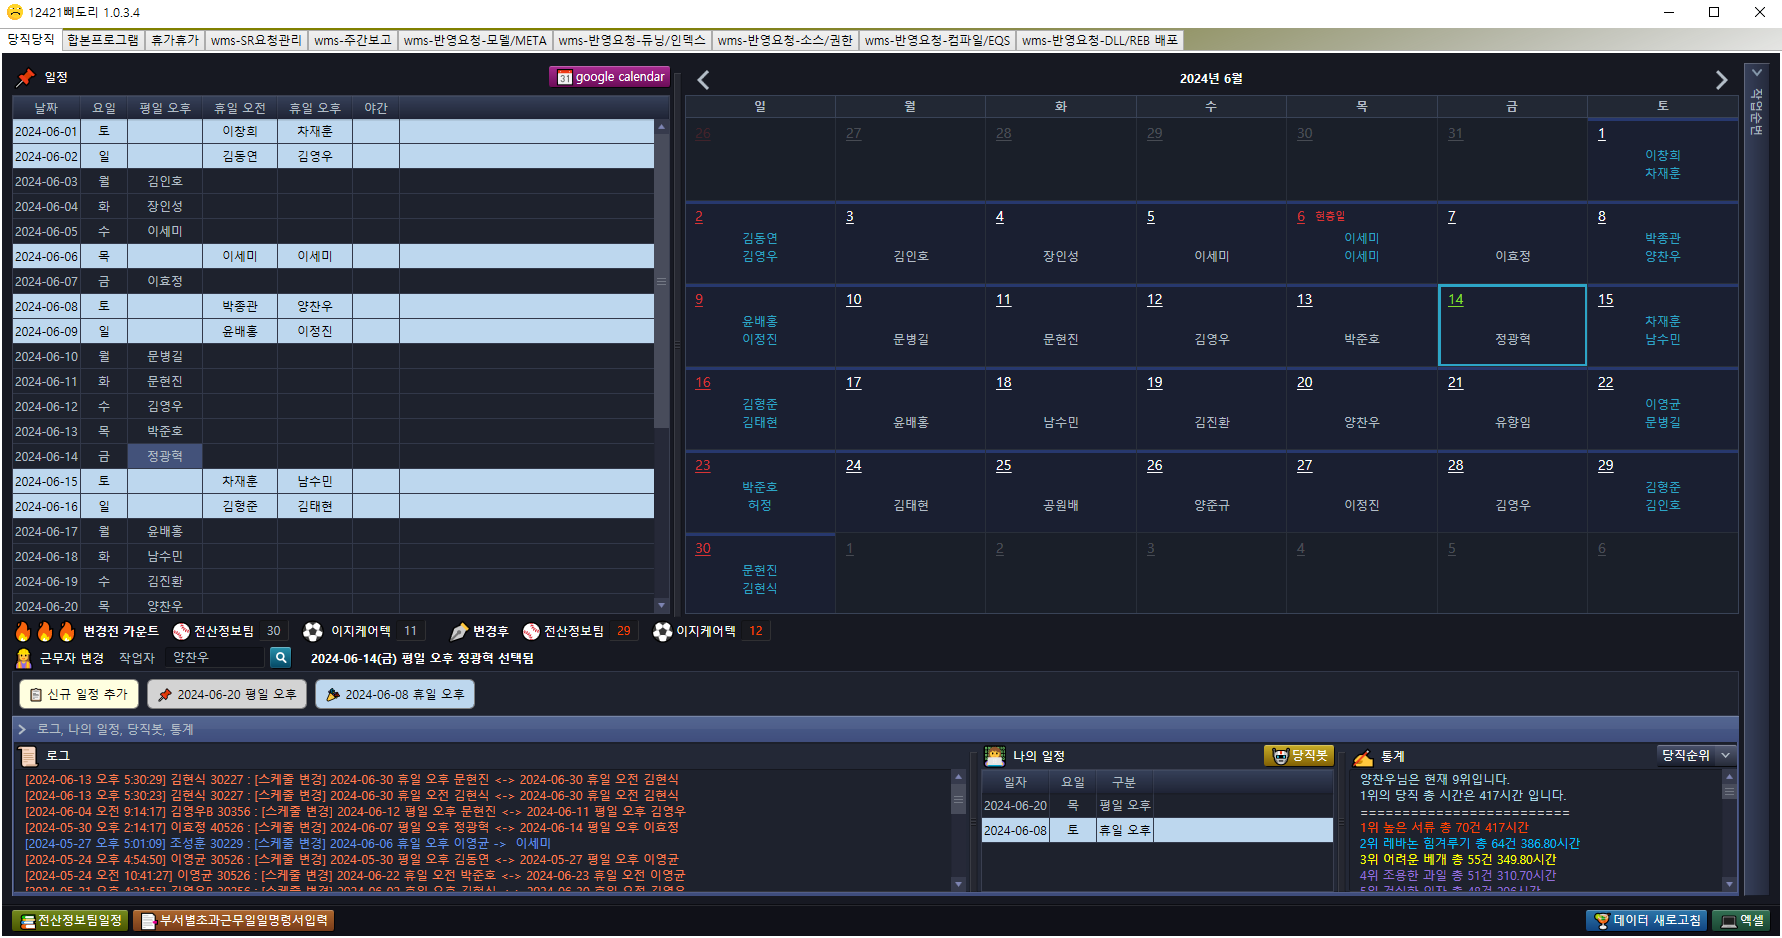 12421삐도리 1.0.3.4
당직당직 합본프로그램 휴가휴가 wms-SR요청관리 wms-주간보고 wms-반영요청-모델/META wms-반영요청-튜닝/인덱스 wms-반영요청-소스/권한 wms-반영요청-컴파일/EQS wms-반영요청-DLL/REB 배포
일정 google calendar
날짜 요일 평일 오후 휴일 오전 휴일 오후 야간
2024-06-01 토 이창희 차재훈
2024-06-02 일 김동연 김영우
2024-06-03 월 김인호
2024-06-04 화 장인성
2024-06-05 수 이세미
2024-06-06 목 이세미 이세미
2024-06-07 금 이효정
2024-06-08 토 박종관 양찬우
2024-06-09 일 윤배홍 이정진
2024-06-10 월 문병길
2024-06-11 화 문현진
2024-06-12 수 김영우
2024-06-13 목 박준호
2024-06-14 금 정광혁
2024-06-15 토 차재훈 남수민
2024-06-16 일 김형준 김태현
2024-06-17 월 윤배홍
2024-06-18 화 남수민
2024-06-19 수 김진환
2024-06-20 목 양찬우
2024년 6월
일 월 화 수 목 금 토
26 27 28 29 30 31 1
이창희
차재훈
2 3 4 5 6 현충일 7 8
김동연 이세미 박종관
김영우 김인호 장인성 이세미 이세미 이효정 양찬우
9 10 11 12 13 14 15
윤배홍 차재훈
이정진 문병길 문현진 김영우 박준호 정광혁 남수민
16 17 18 19 20 21 22
김형준 이영균
김태현 윤배홍 남수민 김진환 양찬우 유향임 문병길
23 24 25 26 27 28 29
박준호 김형준
허정 김태현 공원배 양준규 이정진 김영우 김인호
30 1 2 3 4 5 6
문현진
김현식
작업순번
변경전 카운트 전산정보팀 30 이지케어텍 11 변경후 전산정보팀 29 이지케어텍 12
근무자 변경 작업자 양찬우 2024-06-14(금) 평일 오후 정광혁 선택됨
신규 일정 추가 2024-06-20 평일 오후 2024-06-08 휴일 오후
로그, 나의 일정, 당직봇, 통계
로그
[2024-06-13 오후 5:30:29] 김현식 30227 : [스케줄 변경] 2024-06-30 휴일 오후 문현진 <-> 2024-06-30 휴일 오전 김현식
[2024-06-13 오후 5:30:23] 김현식 30227 : [스케줄 변경] 2024-06-30 휴일 오전 김현식 <-> 2024-06-30 휴일 오후 김현식
[2024-06-04 오전 9:14:17] 김영우B 30356 : [스케줄 변경] 2024-06-12 평일 오후 문현진 <-> 2024-06-11 평일 오후 김영우
[2024-05-30 오후 2:14:17] 이효정 40526 : [스케줄 변경] 2024-06-07 평일 오후 정광혁 <-> 2024-06-14 평일 오후 이효정
[2024-05-27 오후 5:01:09] 조성훈 30229 : [스케줄 변경] 2024-06-06 휴일 오후 이영균 -> 이세미
[2024-05-24 오후 4:54:50] 이영균 30526 : [스케줄 변경] 2024-05-30 평일 오후 김동연 <-> 2024-05-27 평일 오후 이영균
[2024-05-24 오전 10:41:27] 이영균 30526 : [스케줄 변경] 2024-06-22 휴일 오전 박준호 <-> 2024-06-23 휴일 오전 이영균
나의 일정 당직봇
일자 요일 구분
2024-06-20 목 평일 오후
2024-06-08 토 휴일 오후
통계 당직순위
양찬우님은 현재 9위입니다.
1위의 당직 총 시간은 417시간 입니다.
=========================
1위 높은 서류 총 70건 417시간
2위 레바논 힘겨루기 총 64건 386.80시간
3위 어려운 베개 총 55건 349.80시간
4위 조용한 과일 총 51건 310.70시간
전산정보팀일정 부서별초과근무일일명령서입력 데이터 새로고침 엑셀